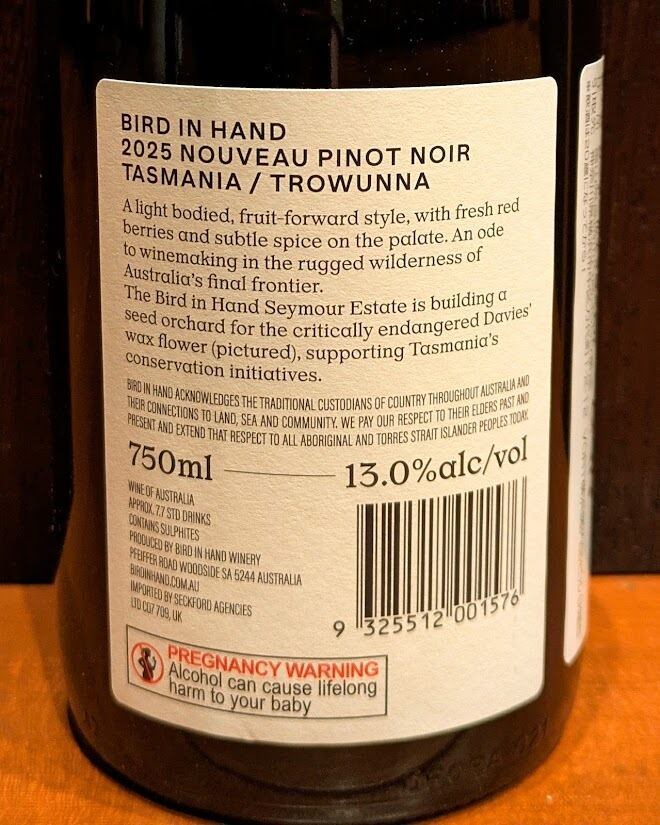 BIRD IN HAND
2025 NOUVEAU PINOT NOIR
TASMANIA / TROWUNNA
A light bodied, fruit-forward style, with fresh red
berries and subtle spice on the palate. An ode
to winemaking in the rugged wilderness of
Australia's final frontier.
The Bird in Hand Seymour Estate is building a
seed orchard for the critically endangered Davies'
wax flower (pictured), supporting Tasmania's
conservation initiatives.
BIRD IN HAND ACKNOWLEDGES THE TRADITIONAL CUSTODIANS OF COUNTRY THROUGHOUT AUSTRALIA AND
THEIR CONNECTIONS TO LAND, SEA AND COMMUNITY. WE PAY OUR RESPECT TO THEIR ELDERS PAST AND
PRESENT AND EXTEND THAT RESPECT TO ALL ABORIGINAL AND TORRES STRAIT ISLANDER PEOPLES TODAY.
750ml 13.0%alc/vol
WINE OF AUSTRALIA
APPROX. 7.7 STD DRINKS
CONTAINS SULPHITES
PRODUCED BY BIRD IN HAND WINERY
PFEIFFER ROAD WOODSIDE SA 5244 AUSTRALIA
BIRDINHAND.COM.AU
IMPORTED BY SECKFORD AGENCIES
LTD CO7 7O9, UK
9 325512 001576
PREGNANCY WARNING
Alcohol can cause lifelong
harm to your baby